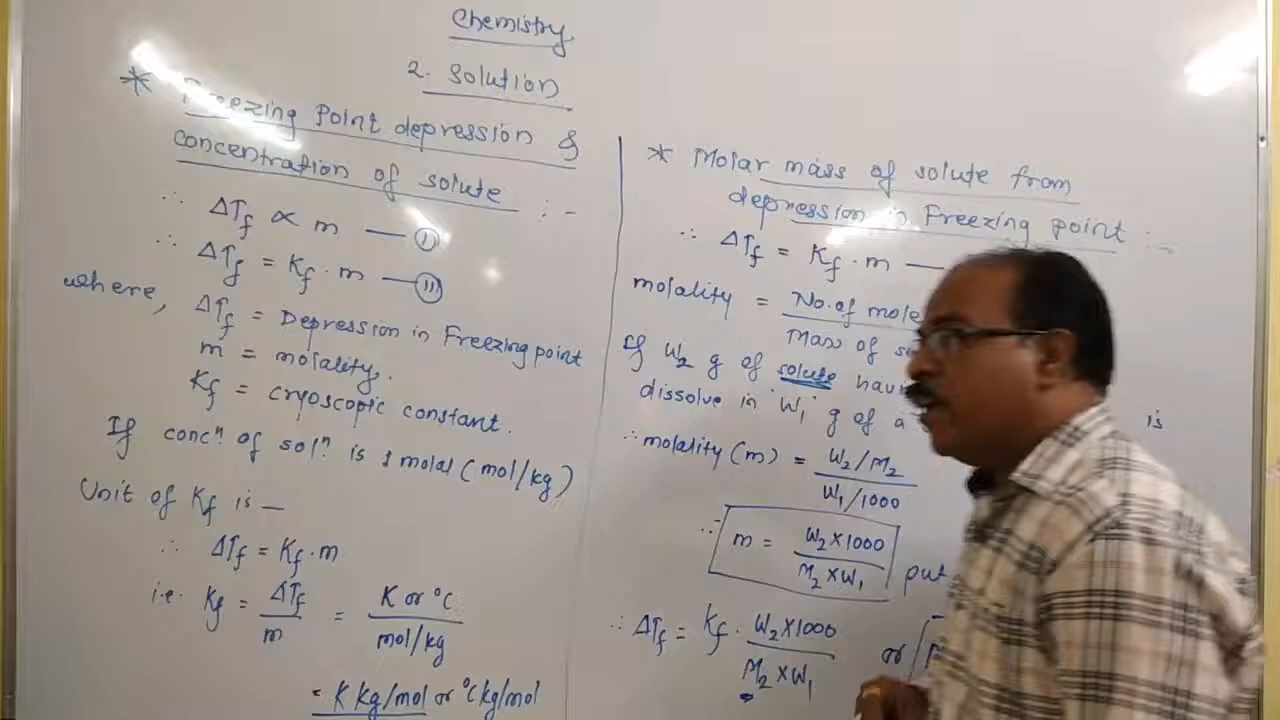 Chemistry
2. Solution
* Freezing Point depression &
concentration of solute :-
∴ ΔTf ∝ m — (I)
∴ ΔTf = Kf . m — (II)
where, ΔTf = Depression in Freezing point
m = molality.
Kf = cryoscopic constant.
If concⁿ of solⁿ is 1 molal (mol/kg)
Unit of Kf is —
∴ ΔTf = Kf . m
i.e. Kf = ΔTf / m = K or °C / mol/kg
= K kg/mol or °C kg/mol
* Molar mass of solute from
depression in Freezing point :-
∴ ΔTf = Kf . m —
molality = No. of mole
Mass of
If W2 g of solute
dissolve in 'W1' g of a is
∴ molality (m) = W2/M2 / W1/1000
∴ m = W2 x 1000 / M2 x W1 put
∴ ΔTf = Kf . W2 x 1000 / M2 x W1 or